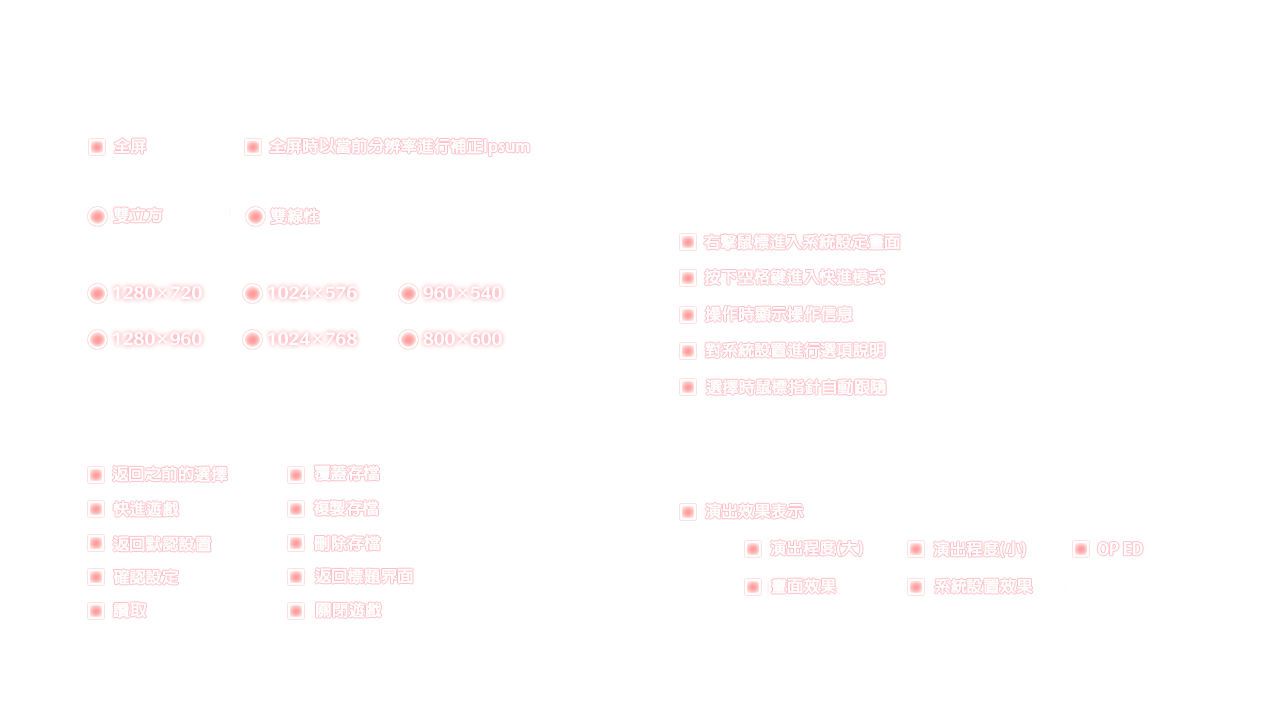 全屏 全屏時以當前分辨率進行補正Ipsum
雙立方 雙線性
1280×720 1024×576 960×540
1280×960 1024×768 800×600
返回之前的選擇 覆蓋存檔
快進遊戲 複製存檔
返回默認設置 刪除存檔
確認設定 返回標題界面
讀取 關閉遊戲
右擊鼠標進入系統設定畫面
按下空格鍵進入快進模式
操作時顯示操作信息
對系統設置進行選項說明
選擇時鼠標指針自動跟隨
演出效果表示
演出程度(大) 演出程度(小) OP ED
畫面效果 系統設置效果